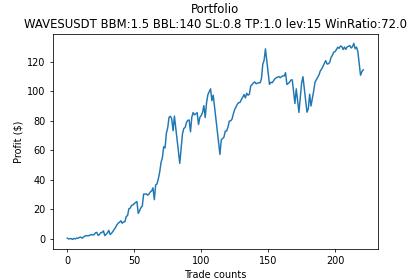 Portfolio
WAVESUSDT BBM:1.5 BBL:140 SL:0.8 TP:1.0 lev:15 WinRatio:72.0
120
100
80
60
40
20
0
Profit ($)
0 50 100 150 200
Trade counts